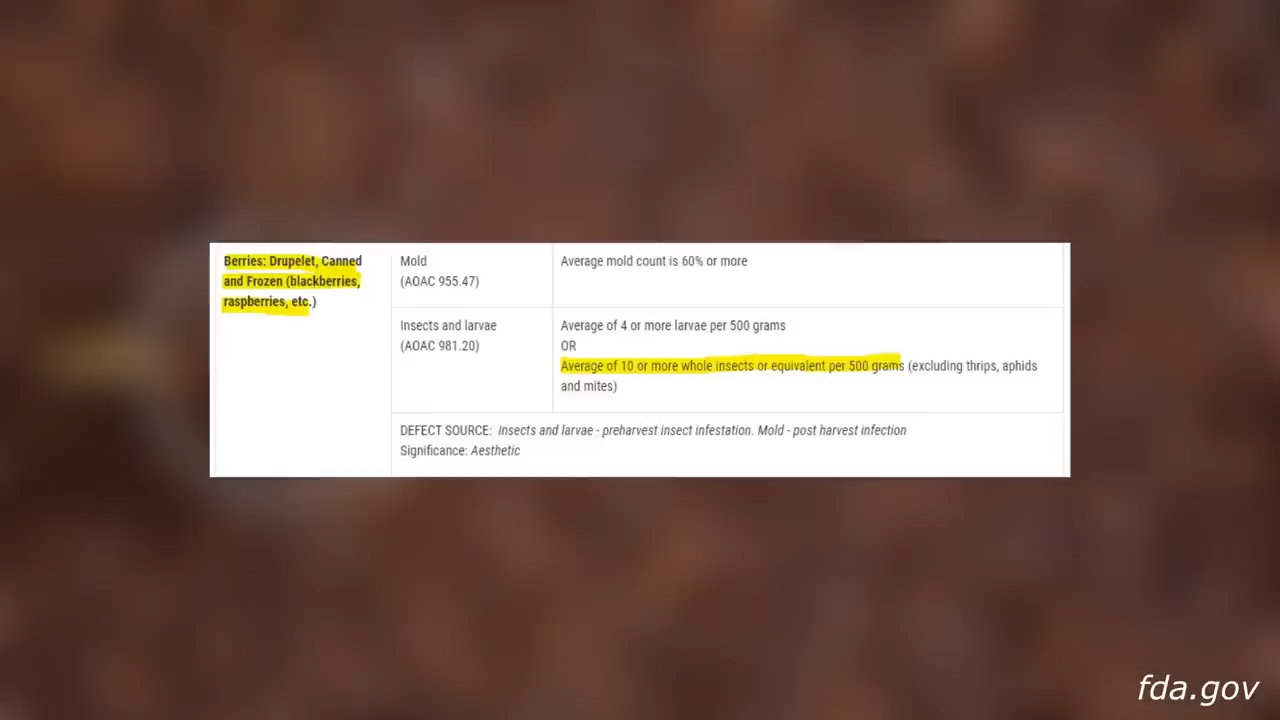 Berries: Drupelet, Canned
and Frozen (blackberries,
raspberries, etc.)
Mold
(AOAC 955.47)
Average mold count is 60% or more
Insects and larvae
(AOAC 981.20)
Average of 4 or more larvae per 500 grams
OR
Average of 10 or more whole insects or equivalent per 500 grams (excluding thrips, aphids
and mites)
DEFECT SOURCE: Insects and larvae - preharvest insect infestation. Mold - post harvest infection
Significance: Aesthetic
fda.gov